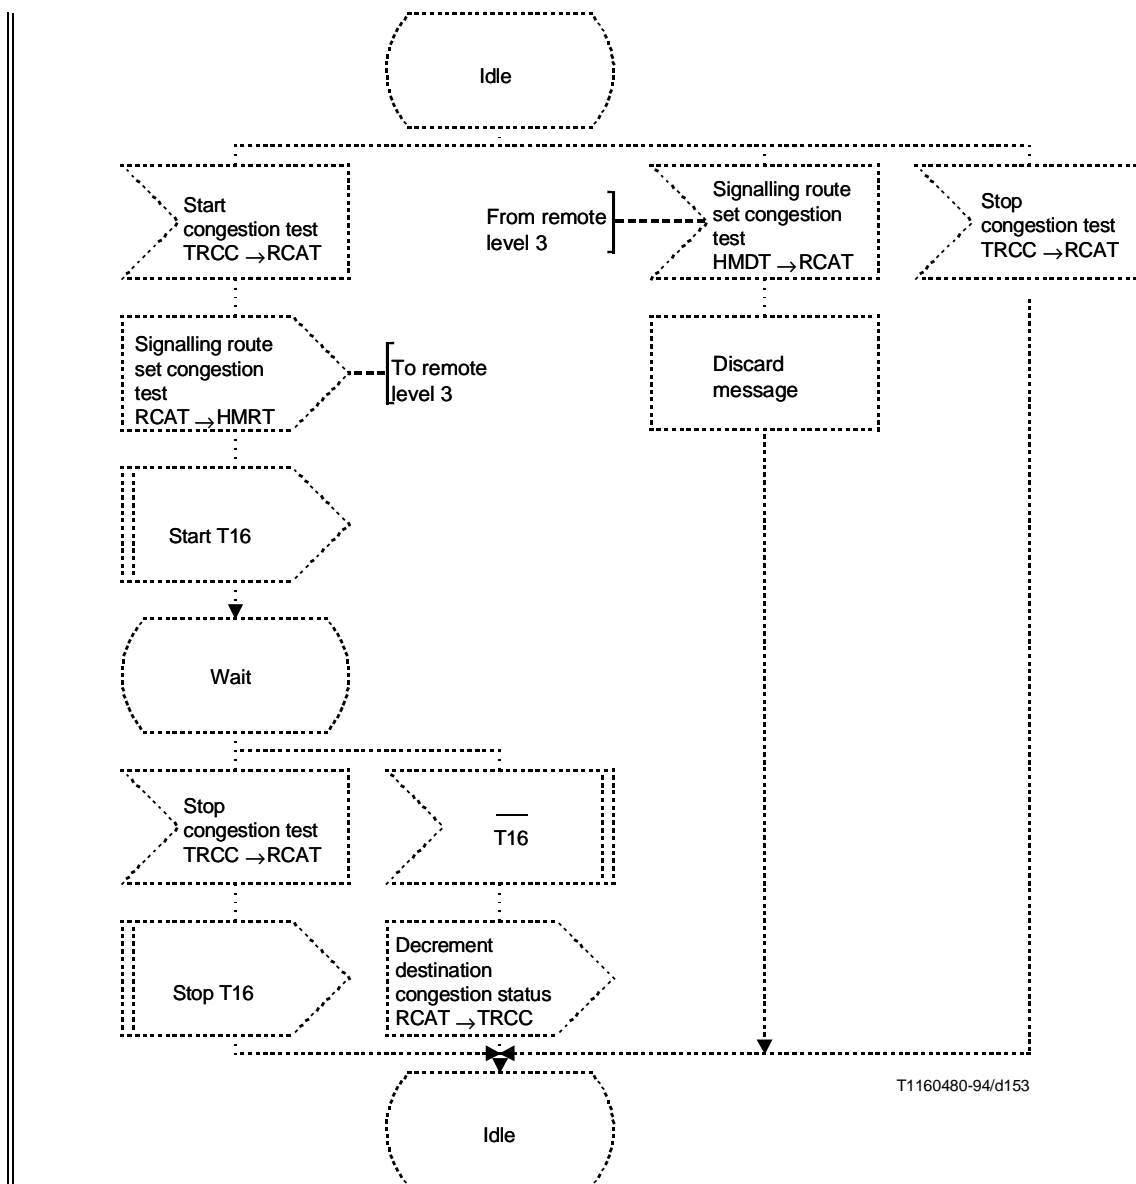 Idle
Start
congestion test
TRCC →RCAT
From remote
level 3
Signalling route
set congestion
test
HMDT →RCAT
Stop
congestion test
TRCC →RCAT
Signalling route
set congestion
test
RCAT →HMRT
To remote
level 3
Discard
message
Start T16
Wait
Stop
congestion test
TRCC →RCAT
T16
Stop T16
Decrement
destination
congestion status
RCAT →TRCC
T1160480-94/d153
Idle